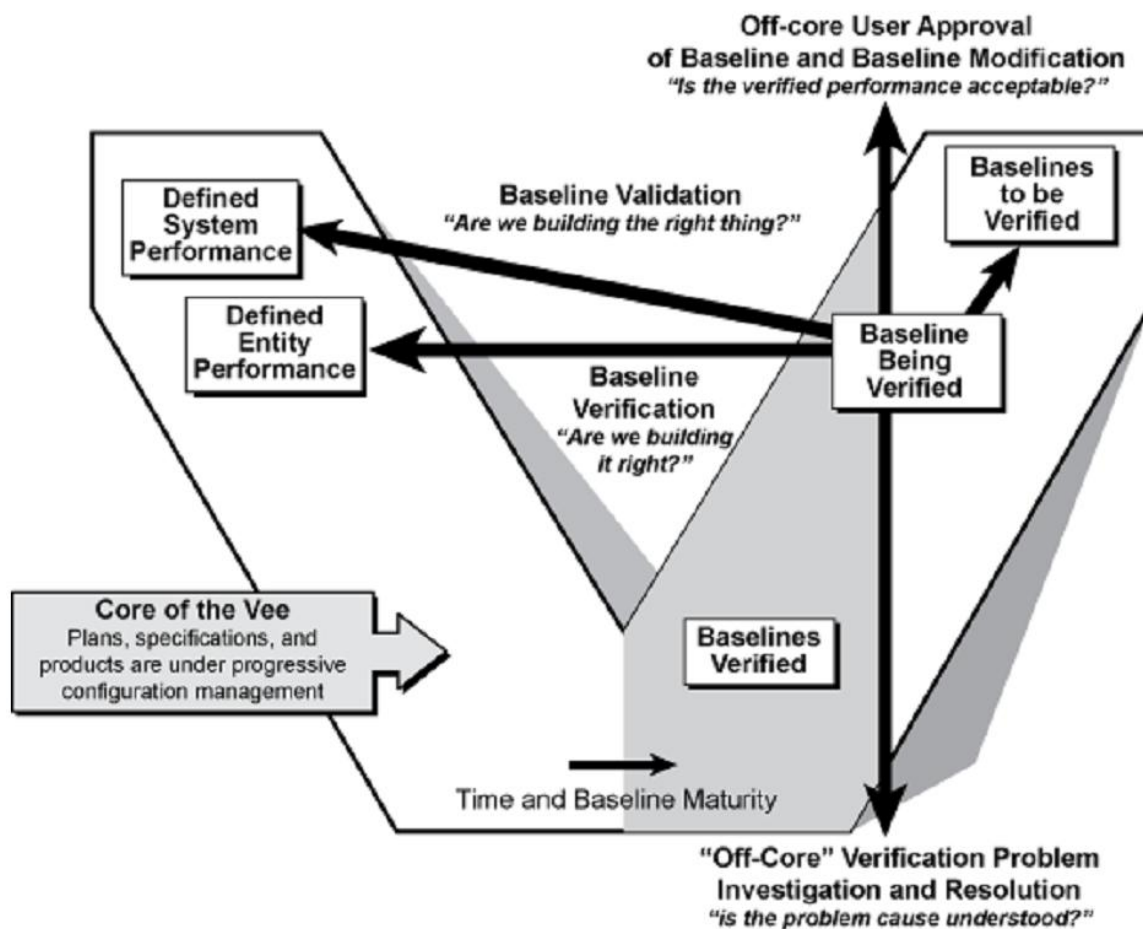 Off-core User Approval
of Baseline and Baseline Modification
"Is the verified performance acceptable?"
Defined
System
Performance
Baseline Validation
"Are we building the right thing?"
Baselines
to be
Verified
Defined
Entity
Performance
Baseline
Being
Verified
Baseline
Verification
"Are we building
it right?"
Core of the Vee
Plans, specifications, and
products are under progressive
configuration management
Baselines
Verified
Time and Baseline Maturity
"Off-Core" Verification Problem
Investigation and Resolution
"is the problem cause understood?"